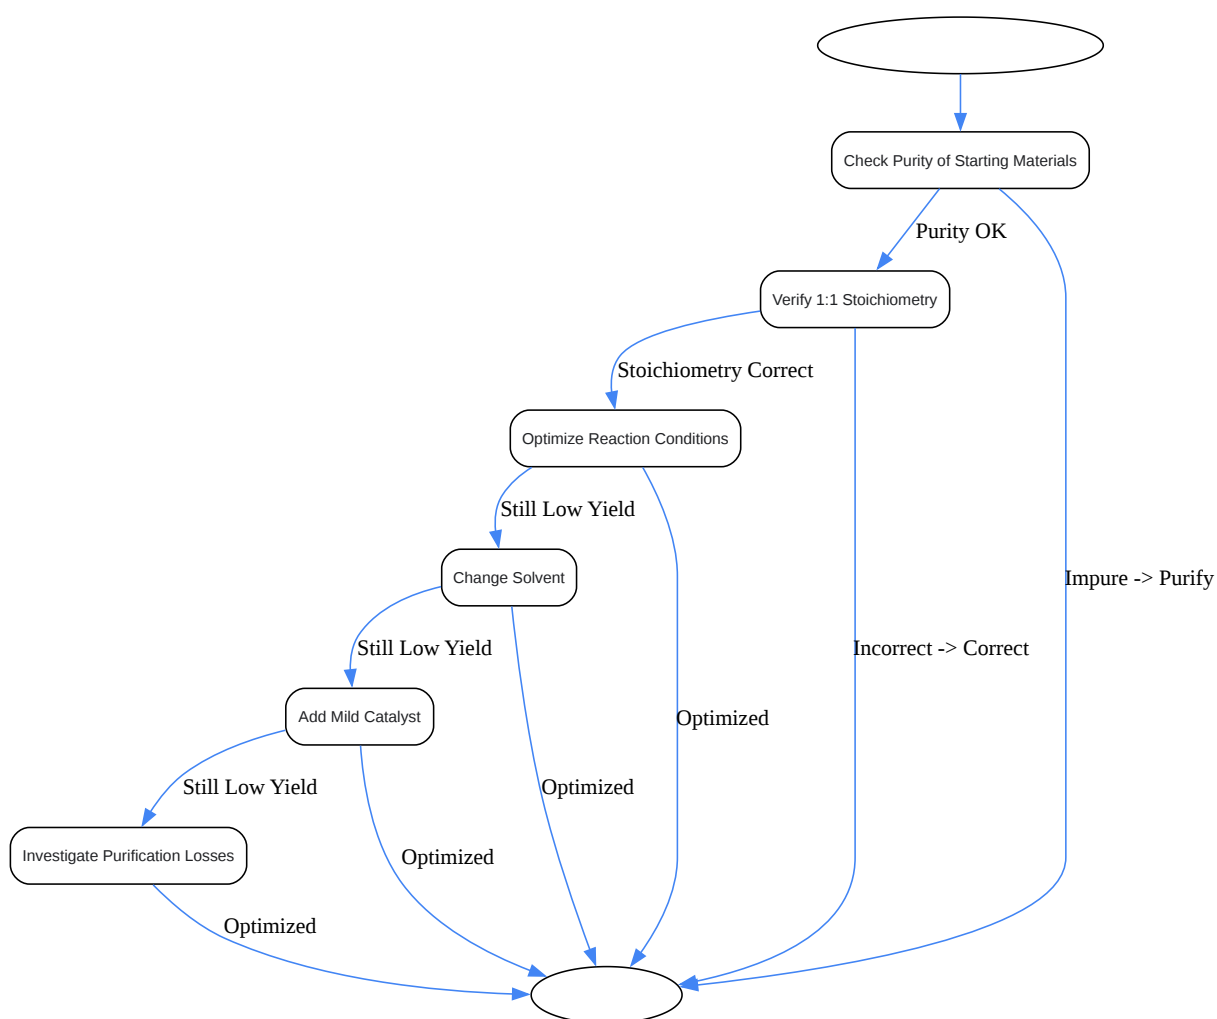 Check Purity of Starting Materials
Purity OK
Verify 1:1 Stoichiometry
Stoichiometry Correct
Optimize Reaction Conditions
Still Low Yield
Change Solvent
Impure -> Purify
Still Low Yield
Incorrect -> Correct
Add Mild Catalyst
Optimized
Still Low Yield
Optimized
Investigate Purification Losses
Optimized
Optimized